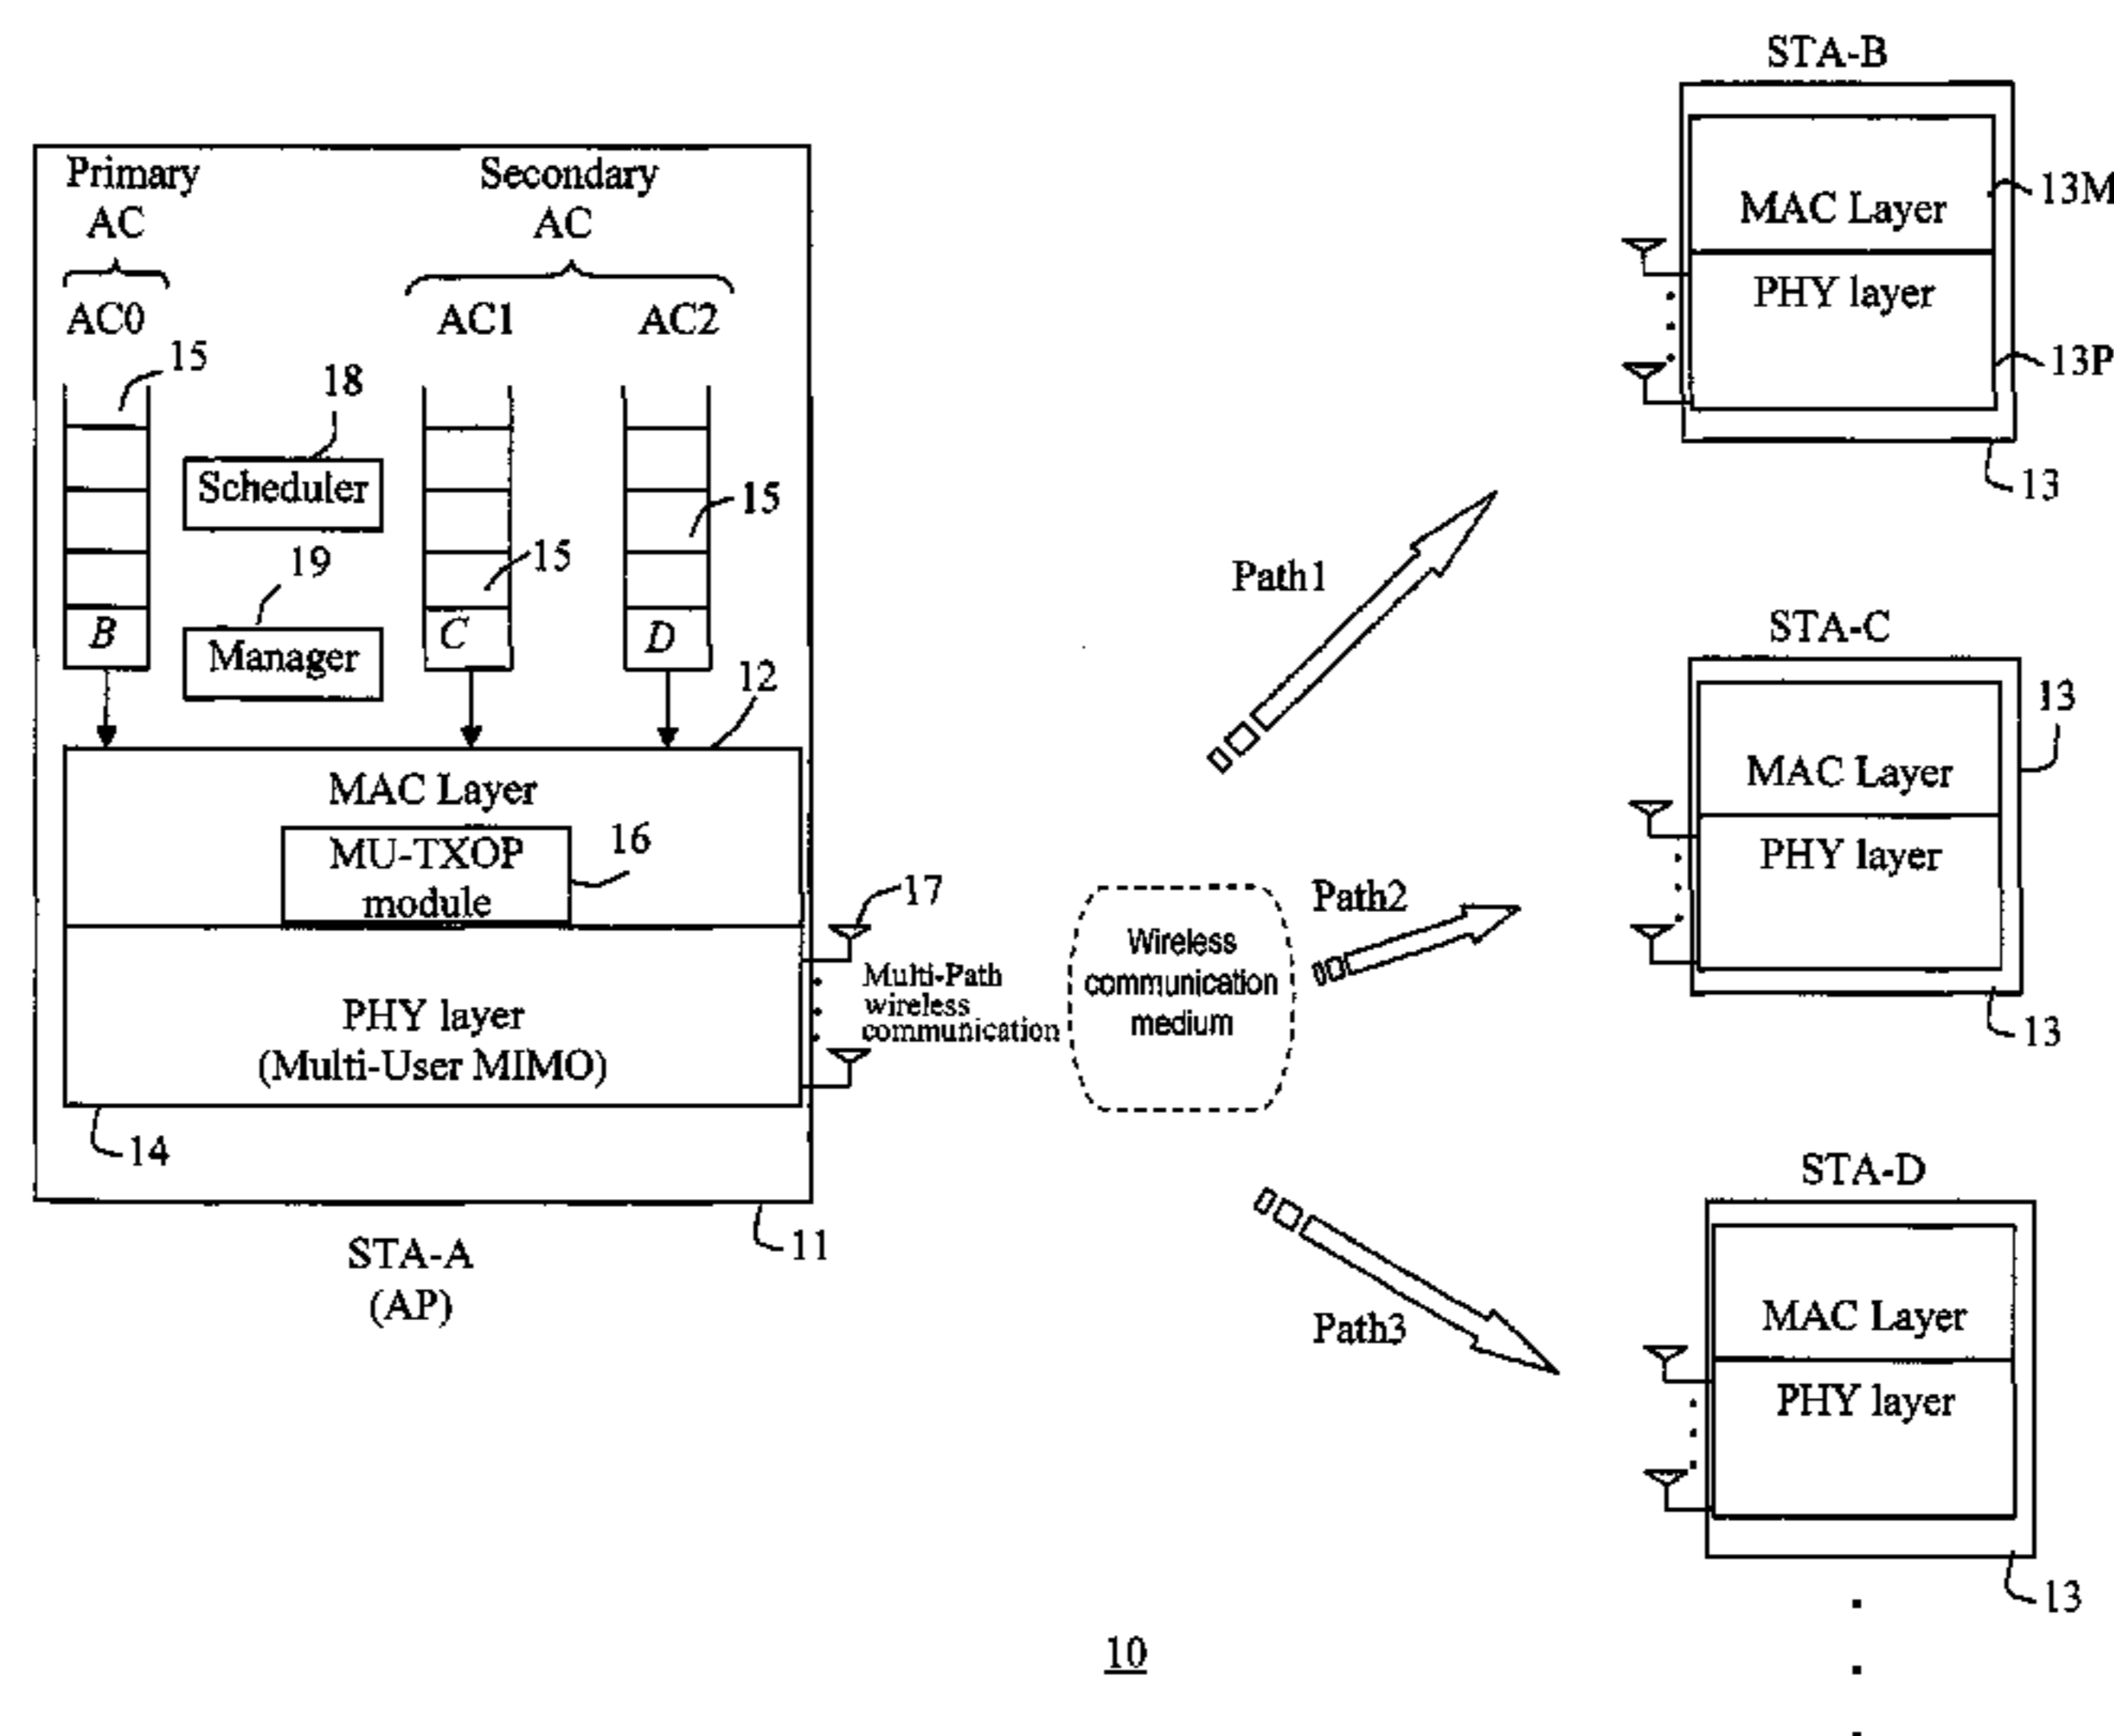 Primary
AC
Secondary
AC
AC0
AC1
AC2
15
18
Scheduler
15
15
19
Manager
B
C
D
12
MAC Layer
MU-TXOP
module
16
17
PHY layer
(Multi-User MIMO)
14
11
STA-A
(AP)
Multi-Path
wireless
communication
Wireless
communication
medium
Path1
Path2
Path3
STA-B
MAC Layer
13M
PHY layer
13P
13
STA-C
13
MAC Layer
PHY layer
13
STA-D
MAC Layer
PHY layer
13
10